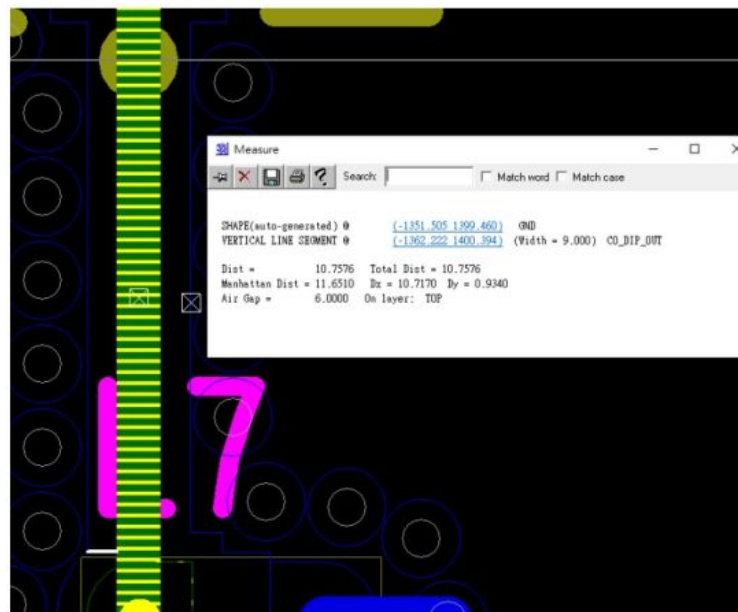 Measure
Search: Match word Match case
SHAPE(auto-generated) @ (-1351.505 1399.460) GND
VERTICAL LINE SEGMENT @ (-1362.222 1400.394) (Width = 9.000) CO_DIP_OUT
Dist = 10.7576 Total Dist = 10.7576
Manhattan Dist = 11.6510 Dx = 10.7170 Dy = 0.9340
Air Gap = 6.0000 On layer: TOP
L7